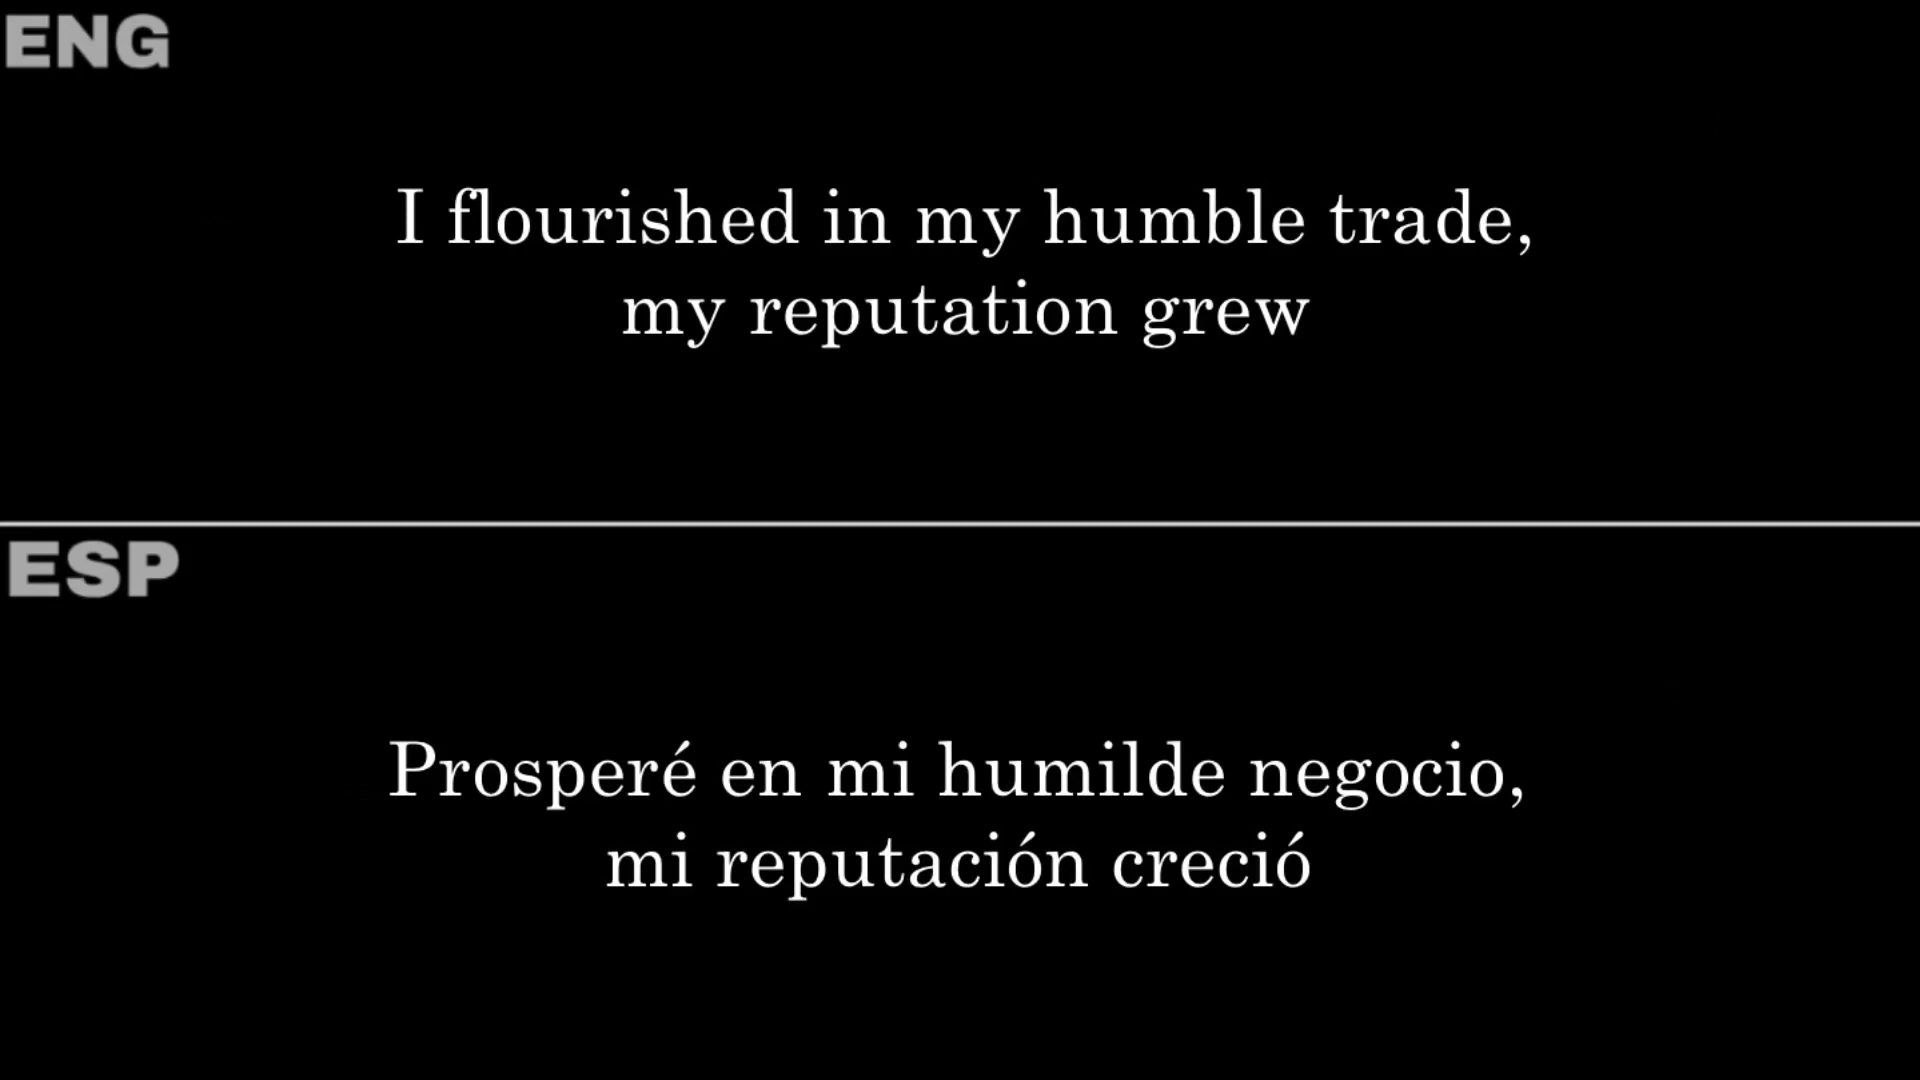 ENG
I flourished in my humble trade,
my reputation grew
ESP
Prosperé en mi humilde negocio,
mi reputación creció